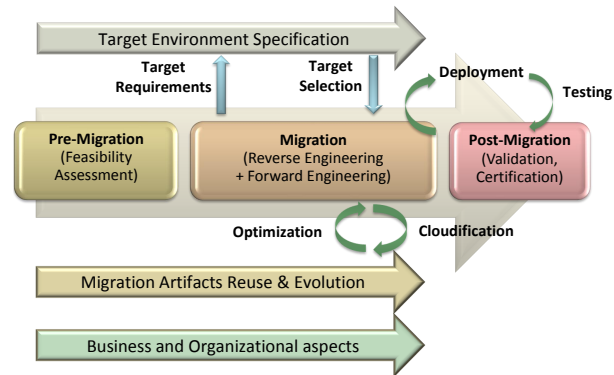 Target Environment Specification
Target
Requirements
Target
Selection
Deployment
Testing
Pre-Migration
(Feasibility
Assessment)
Migration
(Reverse Engineering
+ Forward Engineering)
Post-Migration
(Validation,
Certification)
Optimization
Cloudification
Migration Artifacts Reuse & Evolution
Business and Organizational aspects